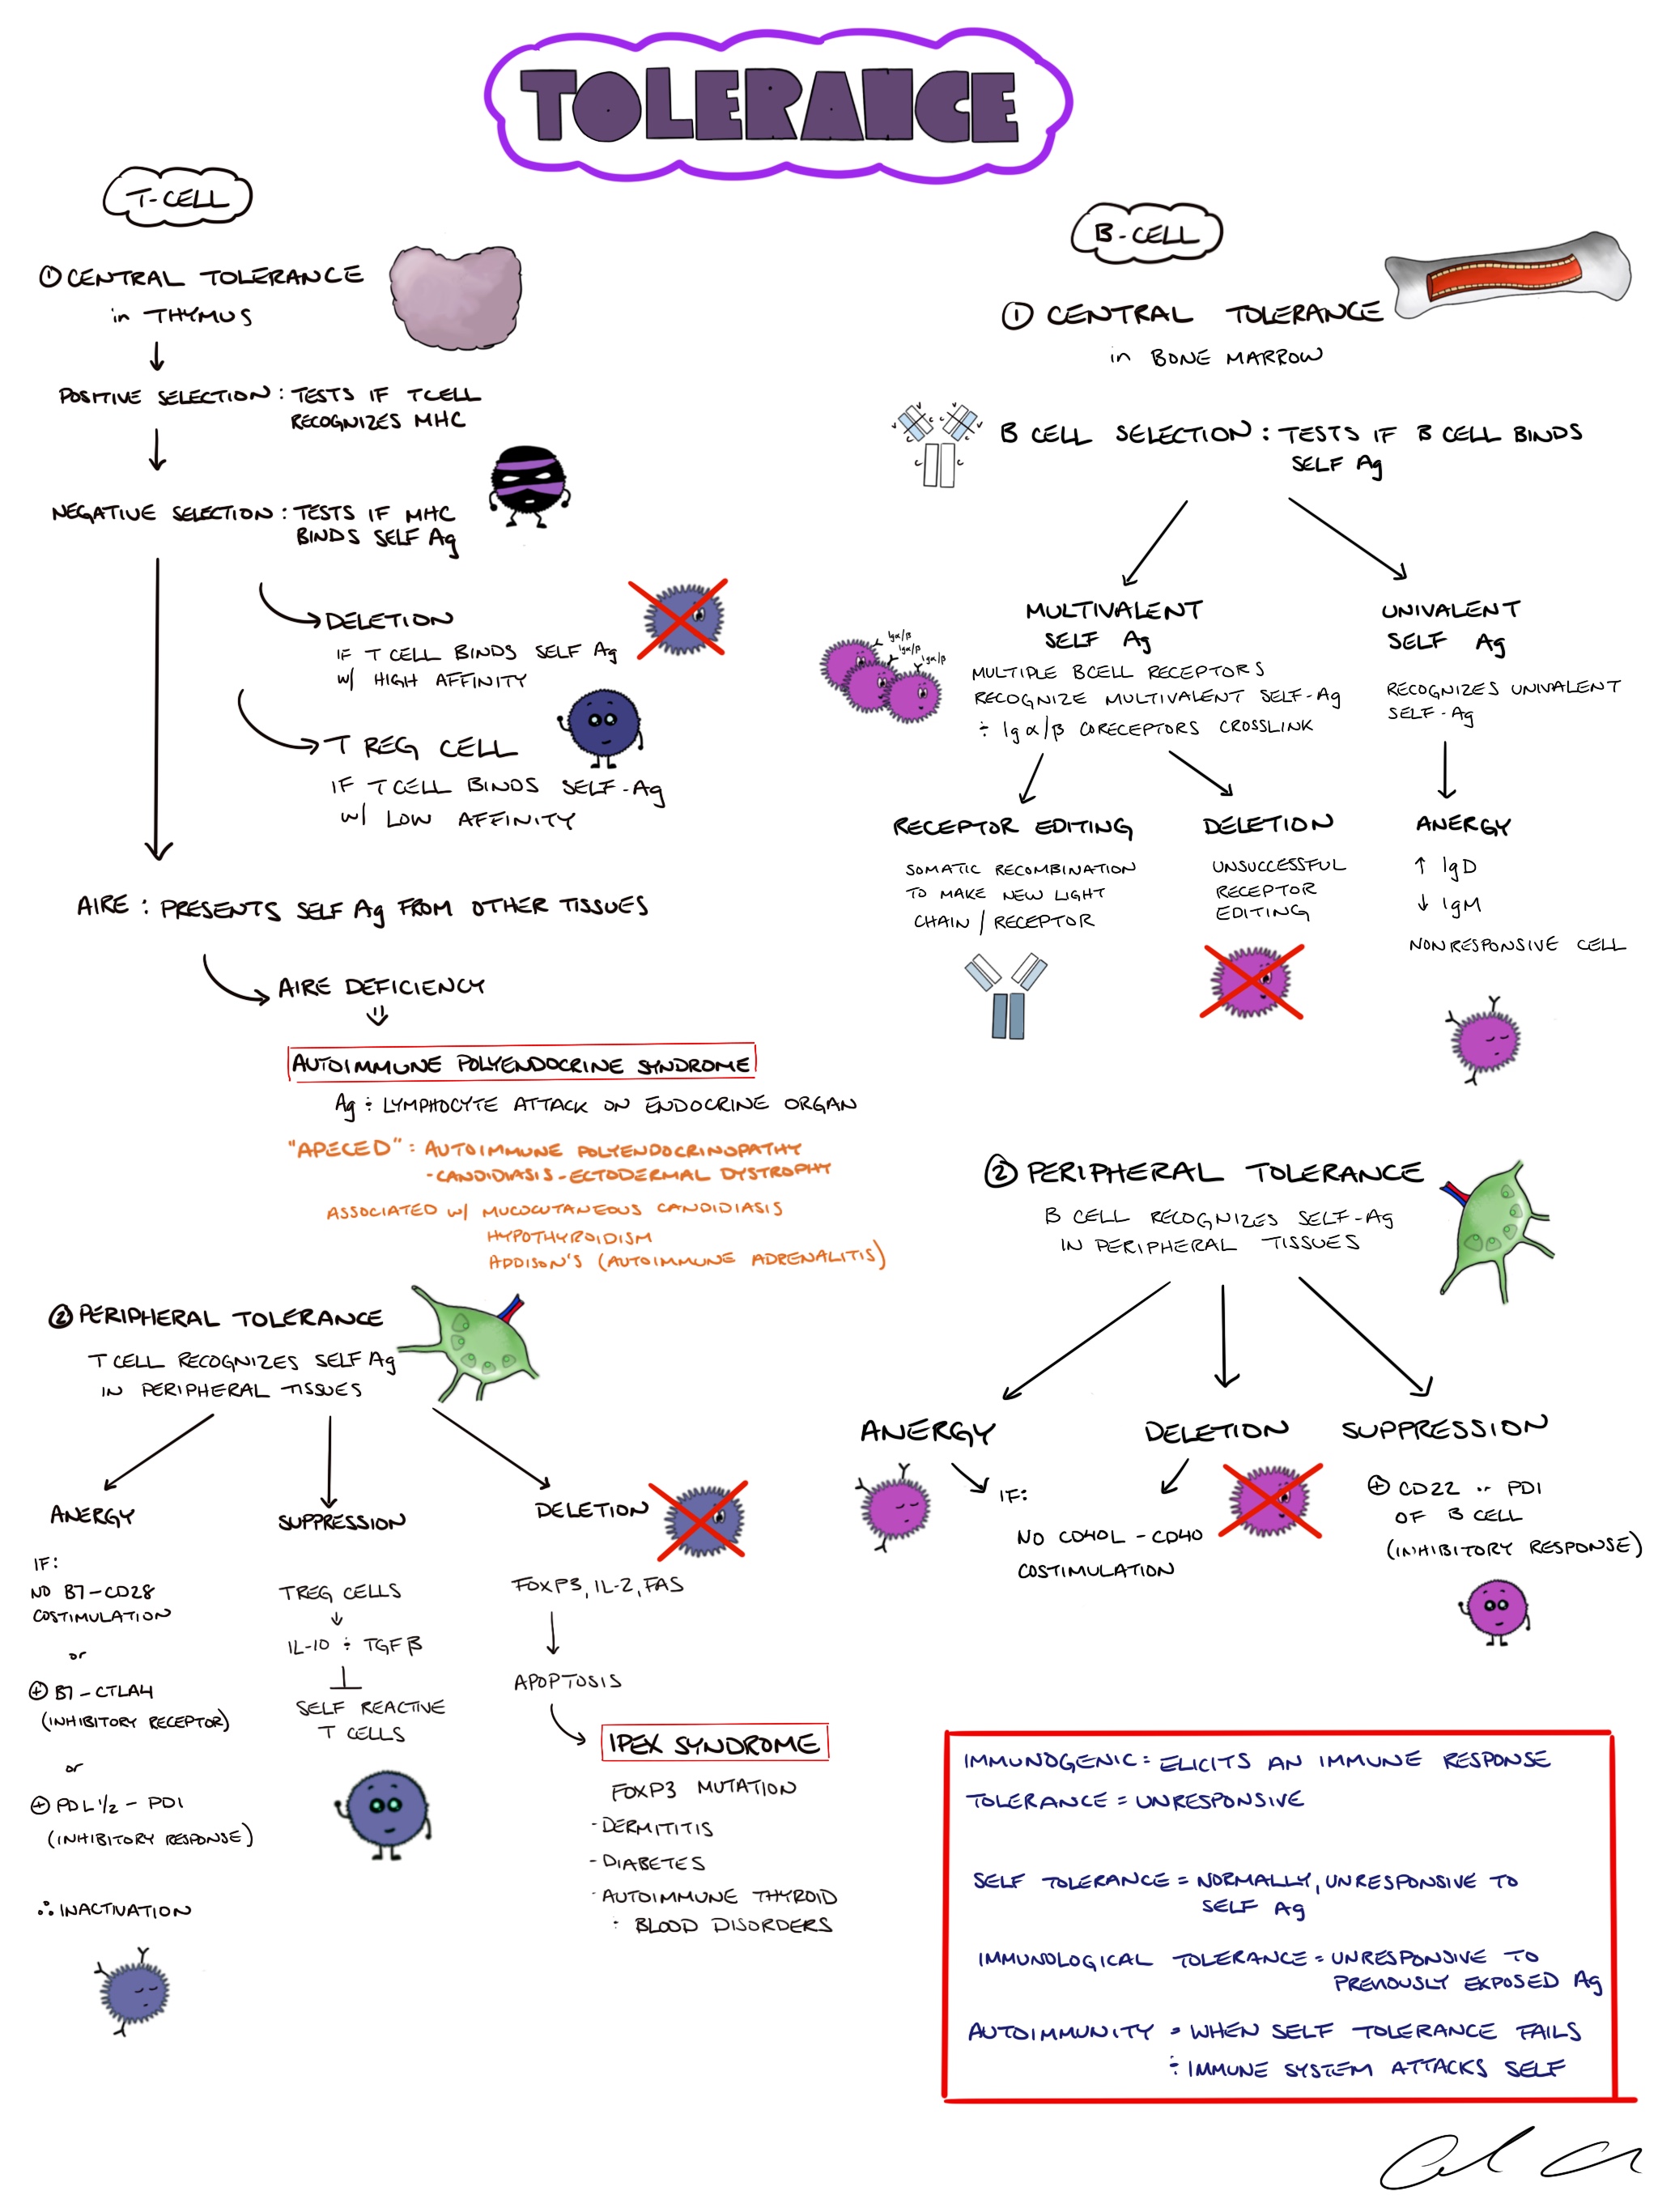 TOLERANCE
T-CELL
① CENTRAL TOLERANCE
in THYMUS
POSITIVE SELECTION : TESTS IF T CELL
RECOGNIZES MHC
NEGATIVE SELECTION : TESTS IF MHC
BINDS SELF Ag
DELETION
IF T CELL BINDS SELF Ag
w/ HIGH AFFINITY
T REG CELL
IF T CELL BINDS SELF-Ag
w/ LOW AFFINITY
AIRE : PRESENTS SELF Ag FROM OTHER TISSUES
AIRE DEFICIENCY
AUTOIMMUNE POLYENDOCRINE SYNDROME
Ag ÷ LYMPHOCYTE ATTACK ON ENDOCRINE ORGAN
"APECED" : AUTOIMMUNE POLYENDOCRINOPATHY
-CANDIDIASIS-ECTODERMAL DYSTROPHY
ASSOCIATED w/ MUCOCUTANEOUS CANDIDIASIS
HYPOTHYROIDISM
ADDISON'S (AUTOIMMUNE ADRENALITIS)
② PERIPHERAL TOLERANCE
T CELL RECOGNIZES SELF Ag
IN PERIPHERAL TISSUES
ANERGY
IF:
NO B7-CD28
COSTIMULATION
or
⊕ B7-CTLA4
(INHIBITORY RECEPTOR)
or
⊕ PDL 1/2 - PD1
(INHIBITORY RESPONSE)
∴ INACTIVATION
SUPPRESSION
TREG CELLS
IL-10 ÷ TGFβ
SELF REACTIVE
T CELLS
DELETION
FOXP3, IL-2, FAS
APOPTOSIS
IPEX SYNDROME
FOXP3 MUTATION
- DERMITITIS
- DIABETES
- AUTOIMMUNE THYROID
÷ BLOOD DISORDERS
B-CELL
① CENTRAL TOLERANCE
in BONE MARROW
V V
V V
C C
C C
C C
B CELL SELECTION : TESTS IF B CELL BINDS
SELF Ag
MULTIVALENT
SELF Ag
Igα/β
Igα/β
Igα/β
MULTIPLE BCELL RECEPTORS
RECOGNIZE MULTIVALENT SELF-Ag
÷ Igα/β CORECEPTORS CROSSLINK
UNIVALENT
SELF Ag
RECOGNIZES UNIVALENT
SELF-Ag
RECEPTOR EDITING
SOMATIC RECOMBINATION
TO MAKE NEW LIGHT
CHAIN / RECEPTOR
DELETION
UNSUCCESSFUL
RECEPTOR
EDITING
ANERGY
↑ IgD
↓ IgM
NONRESPONSIVE CELL
② PERIPHERAL TOLERANCE
B CELL RECOGNIZES SELF-Ag
IN PERIPHERAL TISSUES
ANERGY
DELETION
IF:
NO CD40L - CD40
COSTIMULATION
SUPPRESSION
⊕ CD22 or PD1
OF B CELL
(INHIBITORY RESPONSE)
IMMUNOGENIC = ELICITS AN IMMUNE RESPONSE
TOLERANCE = UNRESPONSIVE
SELF TOLERANCE = NORMALLY, UNRESPONSIVE TO
SELF Ag
IMMUNOLOGICAL TOLERANCE = UNRESPONSIVE TO
PREVIOUSLY EXPOSED Ag
AUTOIMMUNITY = WHEN SELF TOLERANCE FAILS
÷ IMMUNE SYSTEM ATTACKS SELF